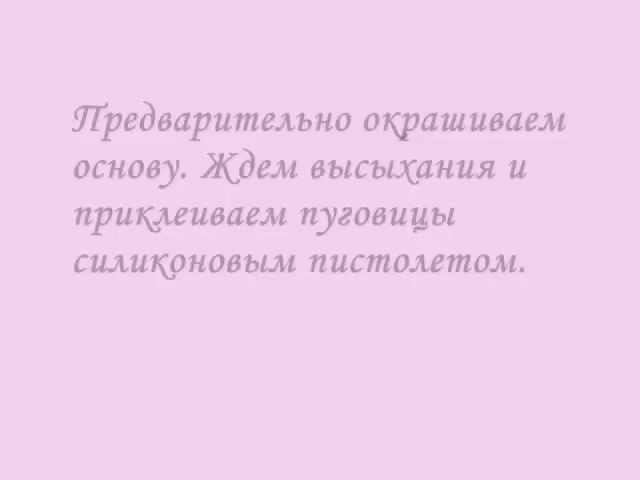 Предварительно окрашиваем
основу. Ждем высыхания и
приклеиваем пуговицы
силиконовым пистолетом.